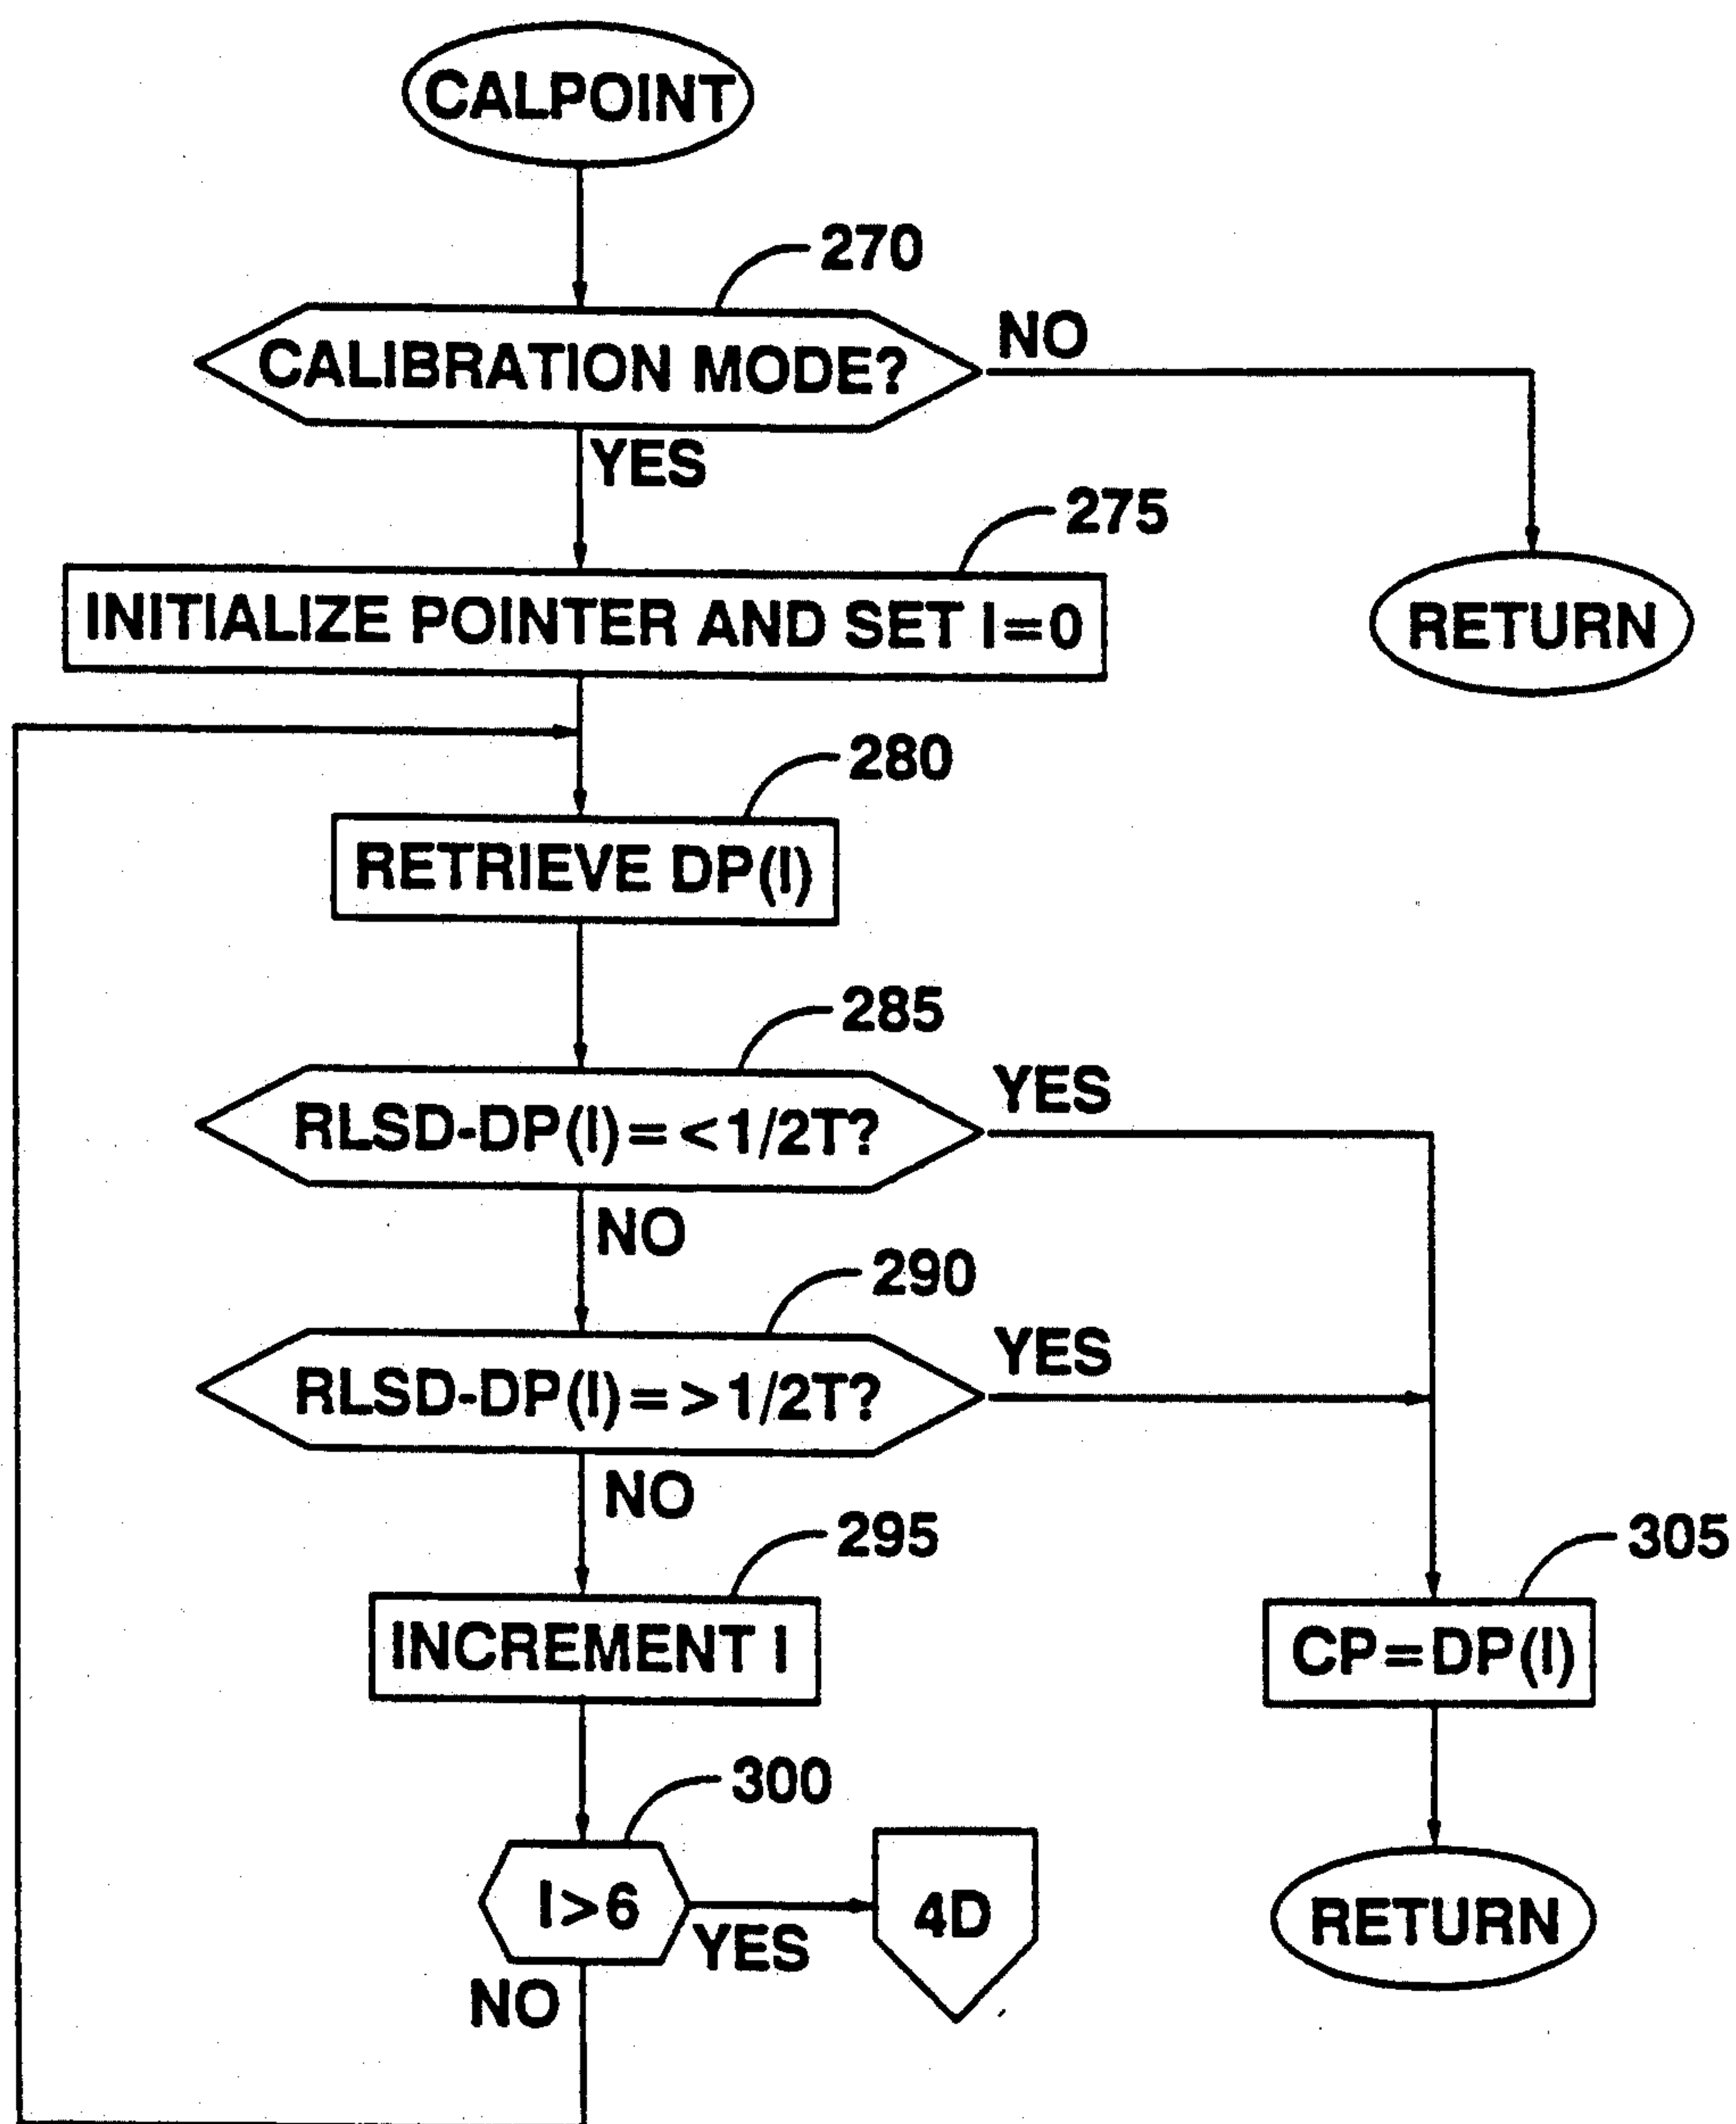 CALPOINT
270
CALIBRATION MODE?
NO
YES
275
INITIALIZE POINTER AND SET I=0
RETURN
280
RETRIEVE DP(I)
285
RLSD-DP(I)=<1/2T?
YES
NO
290
RLSD-DP(I)=>1/2T?
YES
NO
295
305
INCREMENT I
CP=DP(I)
300
I>6
YES
4D
RETURN
NO